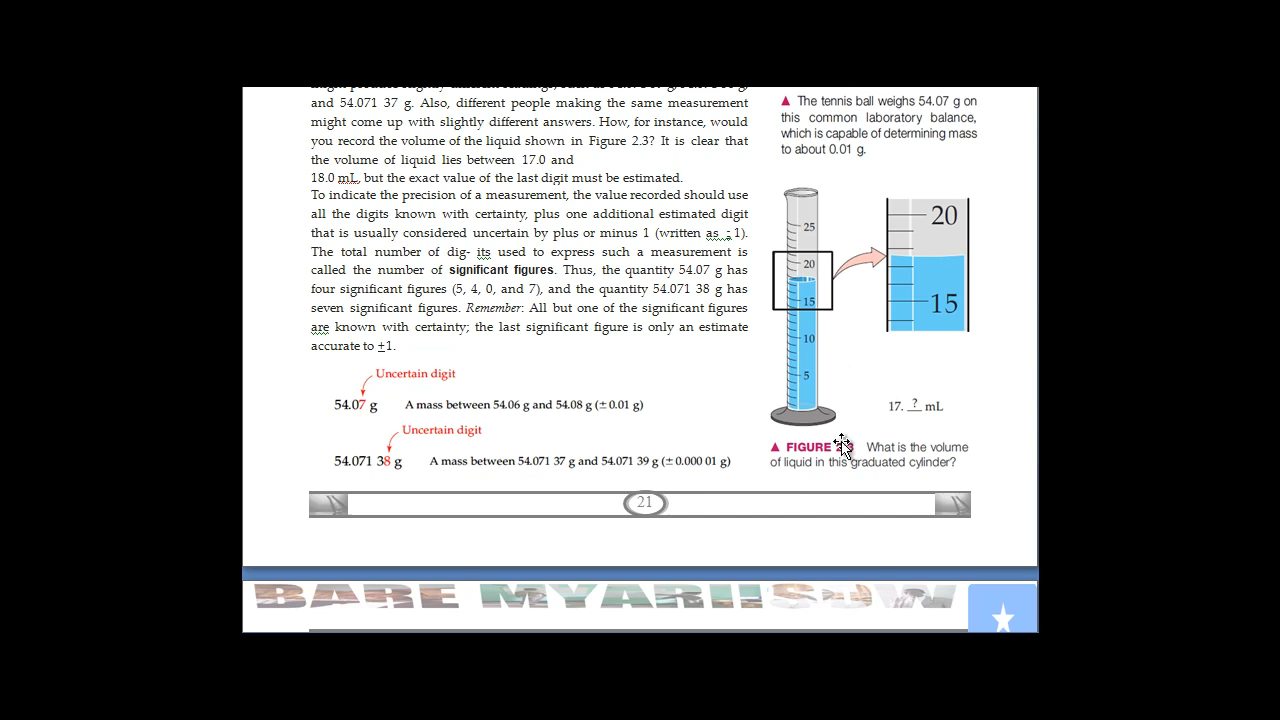 and 54.071 37 g. Also, different people making the same measurement
might come up with slightly different answers. How, for instance, would
you record the volume of the liquid shown in Figure 2.3? It is clear that
the volume of liquid lies between 17.0 and
18.0 mL, but the exact value of the last digit must be estimated.
To indicate the precision of a measurement, the value recorded should use
all the digits known with certainty, plus one additional estimated digit
that is usually considered uncertain by plus or minus 1 (written as ; 1).
The total number of dig- its used to express such a measurement is
called the number of significant figures. Thus, the quantity 54.07 g has
four significant figures (5, 4, 0, and 7), and the quantity 54.071 38 g has
seven significant figures. Remember: All but one of the significant figures
are known with certainty; the last significant figure is only an estimate
accurate to ±1.
Uncertain digit
54.07 g A mass between 54.06 g and 54.08 g (± 0.01 g)
Uncertain digit
54.071 38 g A mass between 54.071 37 g and 54.071 39 g (± 0.000 01 g)
▲ The tennis ball weighs 54.07 g on
this common laboratory balance,
which is capable of determining mass
to about 0.01 g.
25
20
15
10
5
20
15
17. ? mL
▲ FIGURE What is the volume
of liquid in this graduated cylinder?
21
BARE MYARIISOW